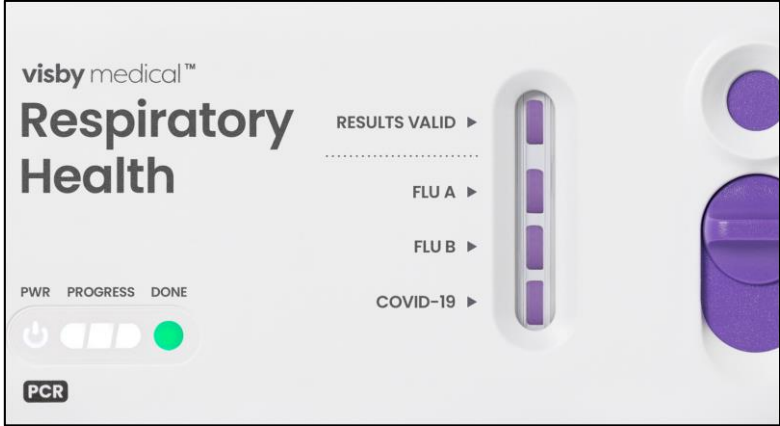 visby medical™
Respiratory
Health
RESULTS VALID ▶
FLU A ▶
FLU B ▶
COVID-19 ▶
PWR PROGRESS DONE
PCR